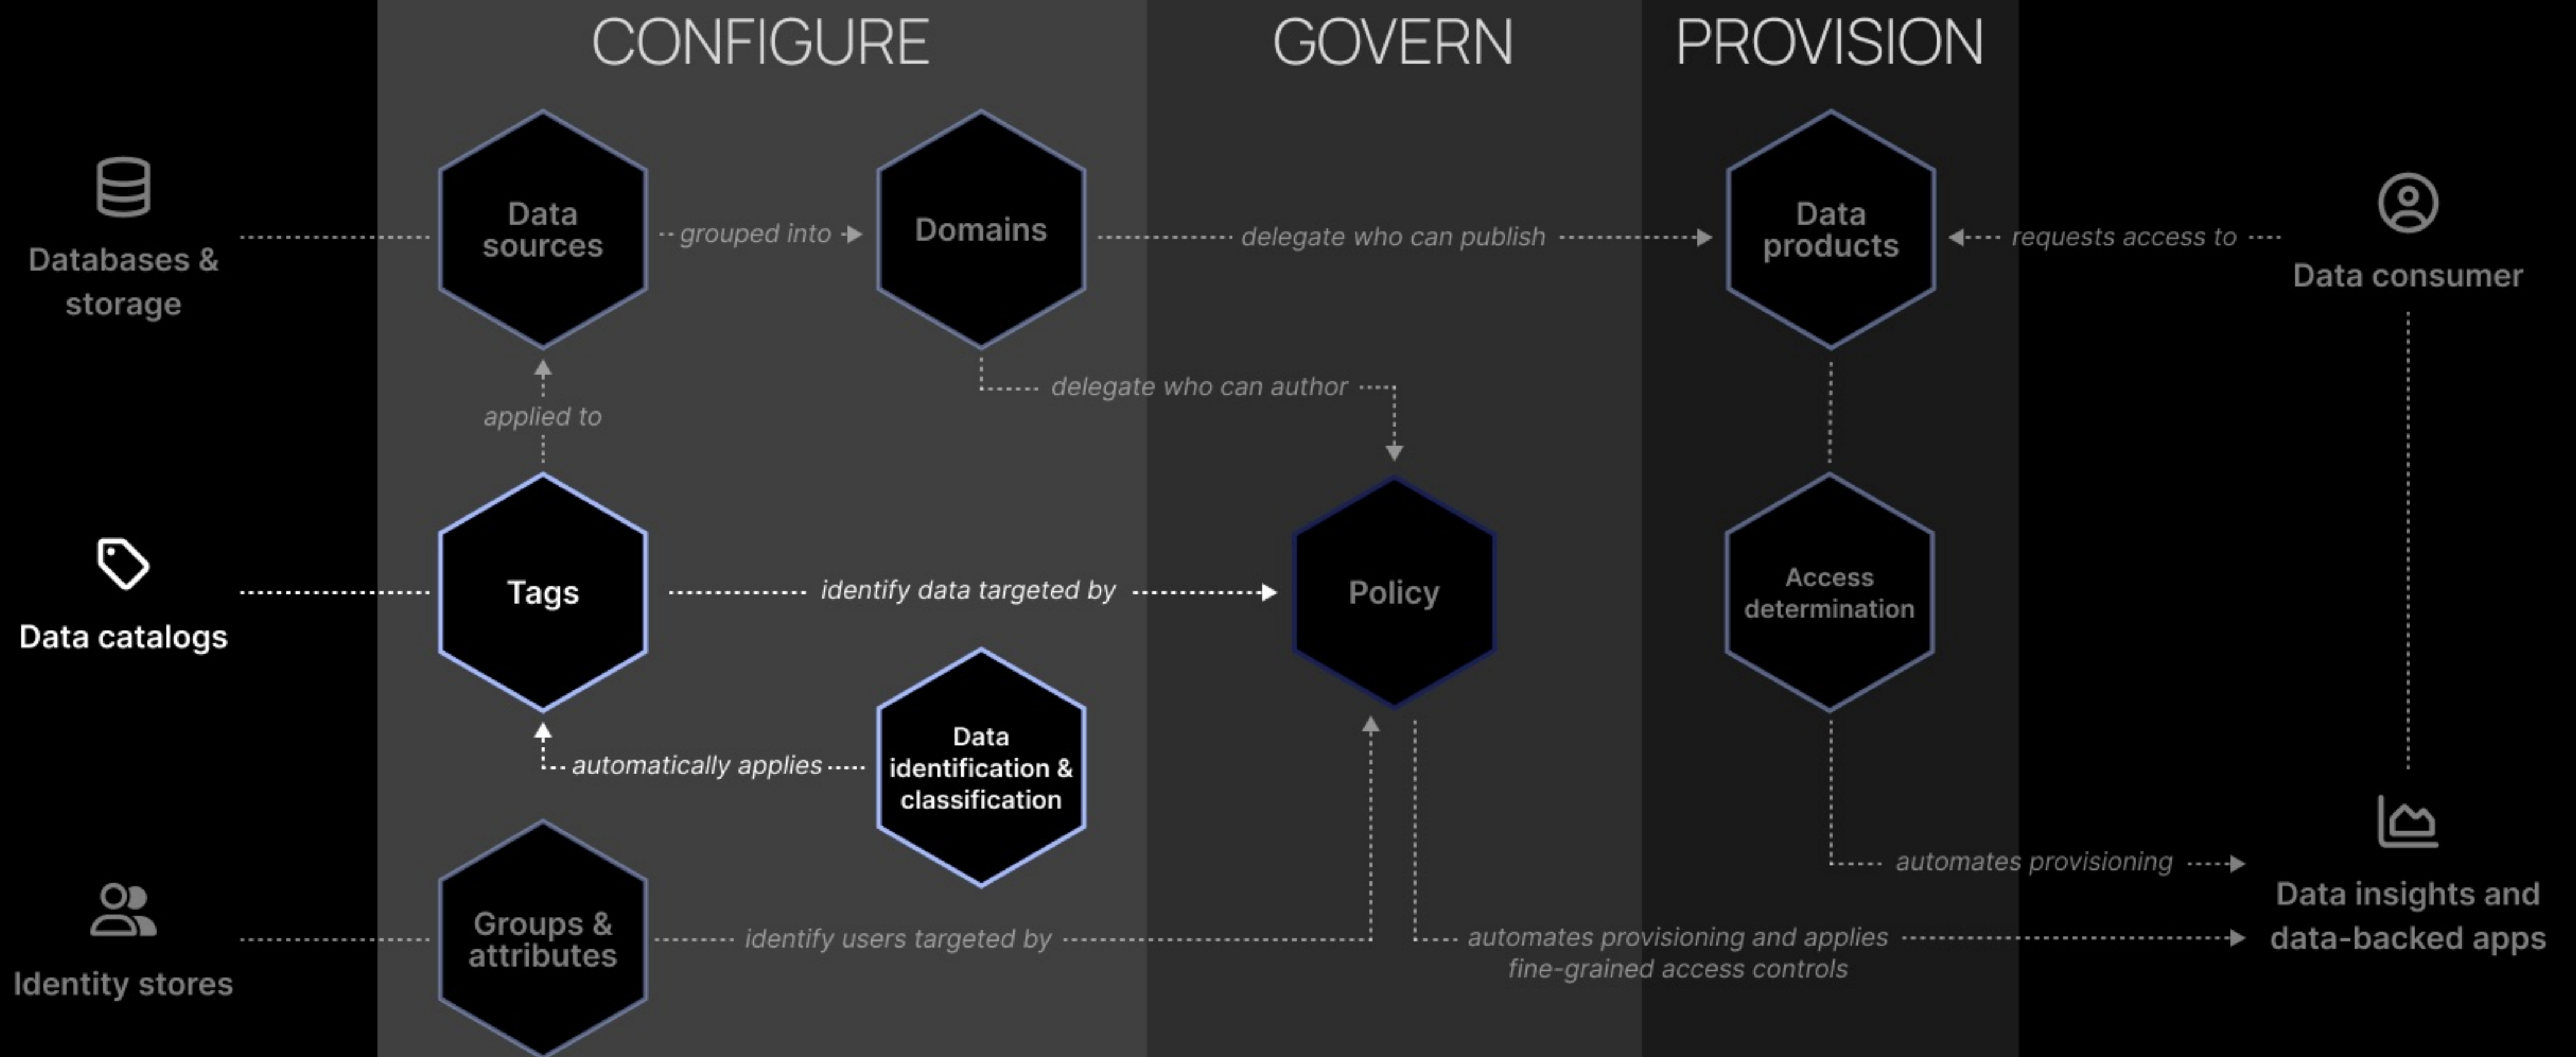 CONFIGURE
GOVERN
PROVISION
Databases &
storage
Data
sources
grouped into
Domains
delegate who can publish
Data
products
requests access to
Data consumer
delegate who can author
applied to
Data catalogs
Tags
identify data targeted by
Policy
Access
determination
automatically applies
Data
identification &
classification
Identity stores
Groups &
attributes
identify users targeted by
automates provisioning
automates provisioning and applies
fine-grained access controls
Data insights and
data-backed apps